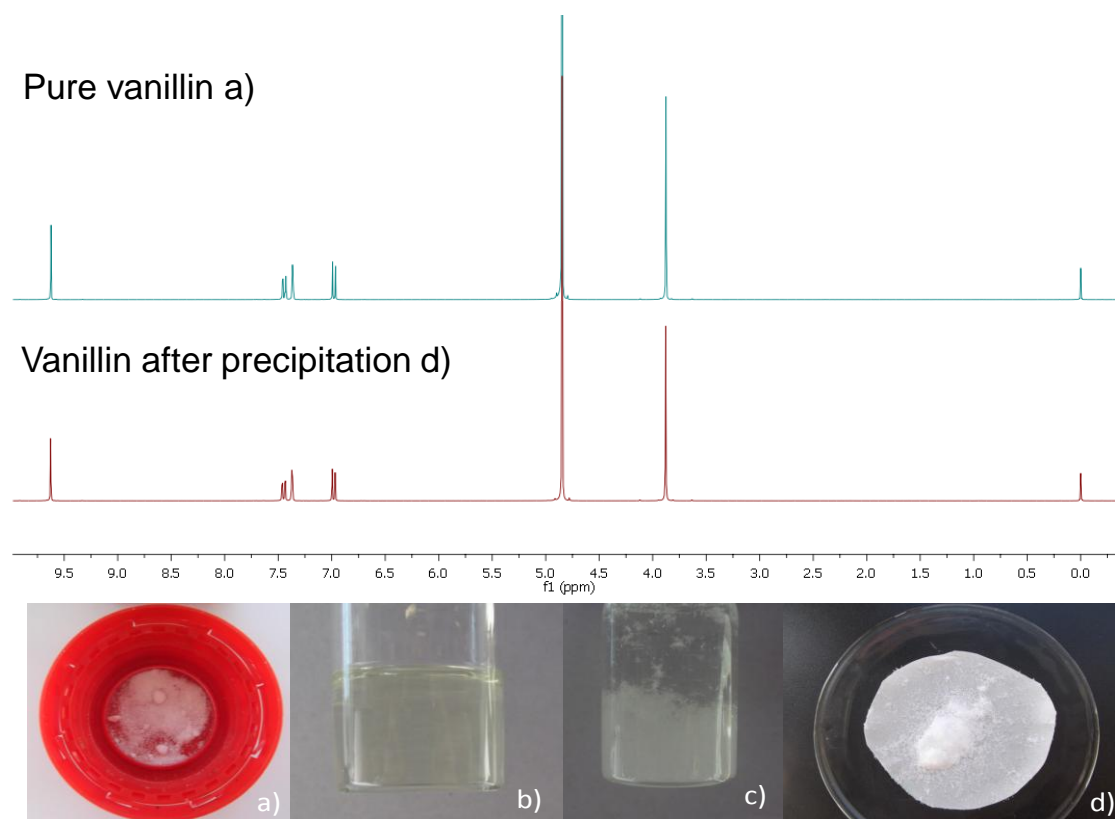 Pure vanillin a)
Vanillin after precipitation d)
9.5 9.0 8.5 8.0 7.5 7.0 6.5 6.0 5.5 5.0 4.5 4.0 3.5 3.0 2.5 2.0 1.5 1.0 0.5 0.0
f1 (ppm)
a) b) c) d)